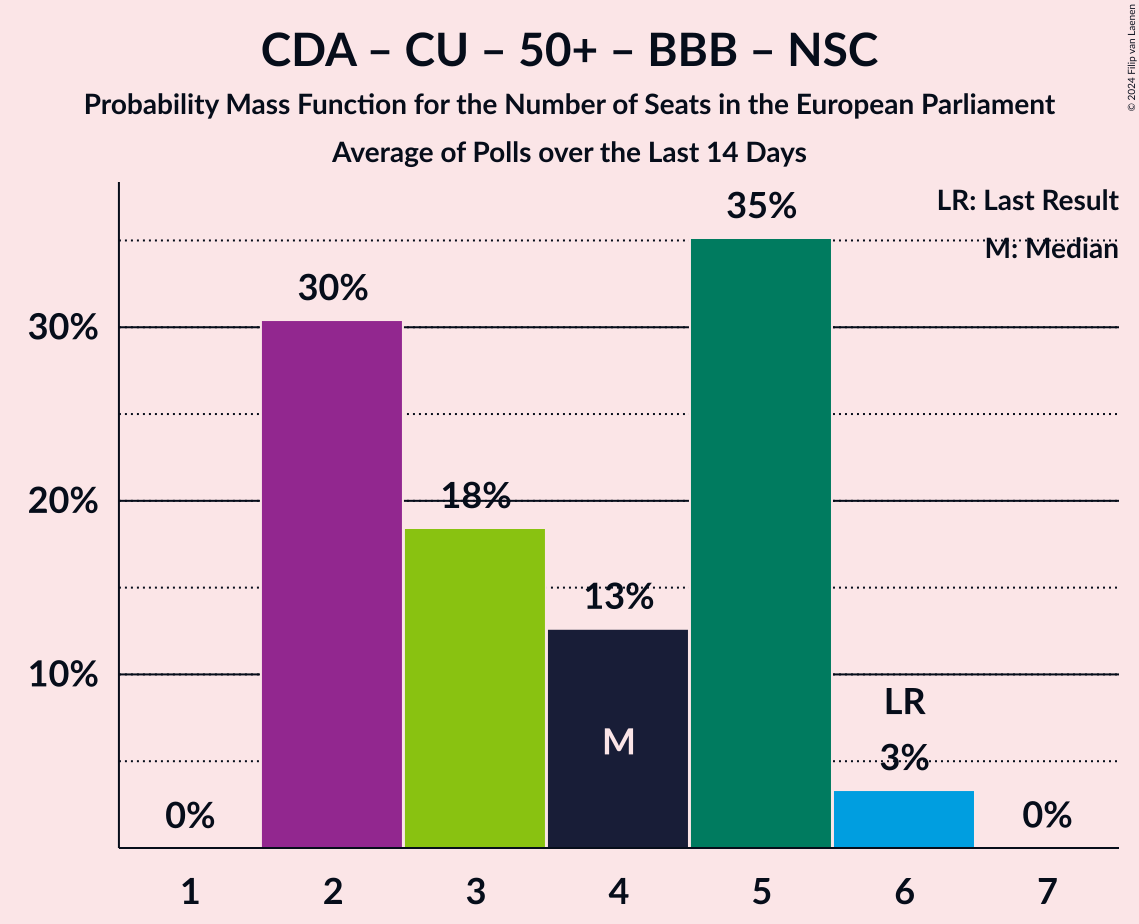 CDA – CU – 50+ – BBB – NSC
Probability Mass Function for the Number of Seats in the European Parliament
Average of Polls over the Last 14 Days
© 2024 Filip van Laenen
LR: Last Result
M: Median
35%
30%
30%
20%
18%
13%
10%
LR
M
3%
0%
0%
1
2
3
4
5
6
7